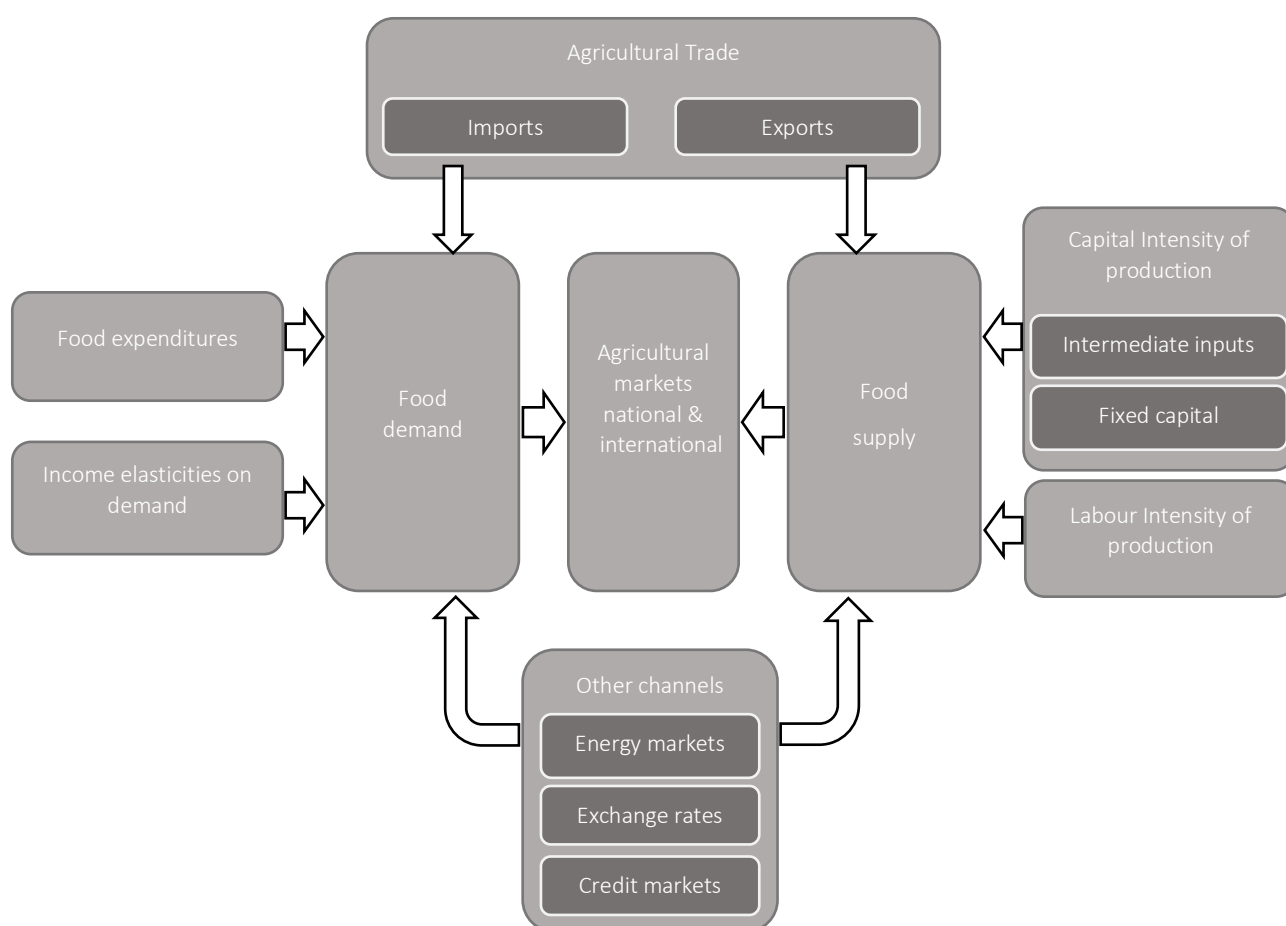 Agricultural Trade
Imports
Exports
Food expenditures
Income elasticities on
demand
Food
demand
Agricultural
markets
national &
international
Food
supply
Capital Intensity of
production
Intermediate inputs
Fixed capital
Labour Intensity of
production
Other channels
Energy markets
Exchange rates
Credit markets